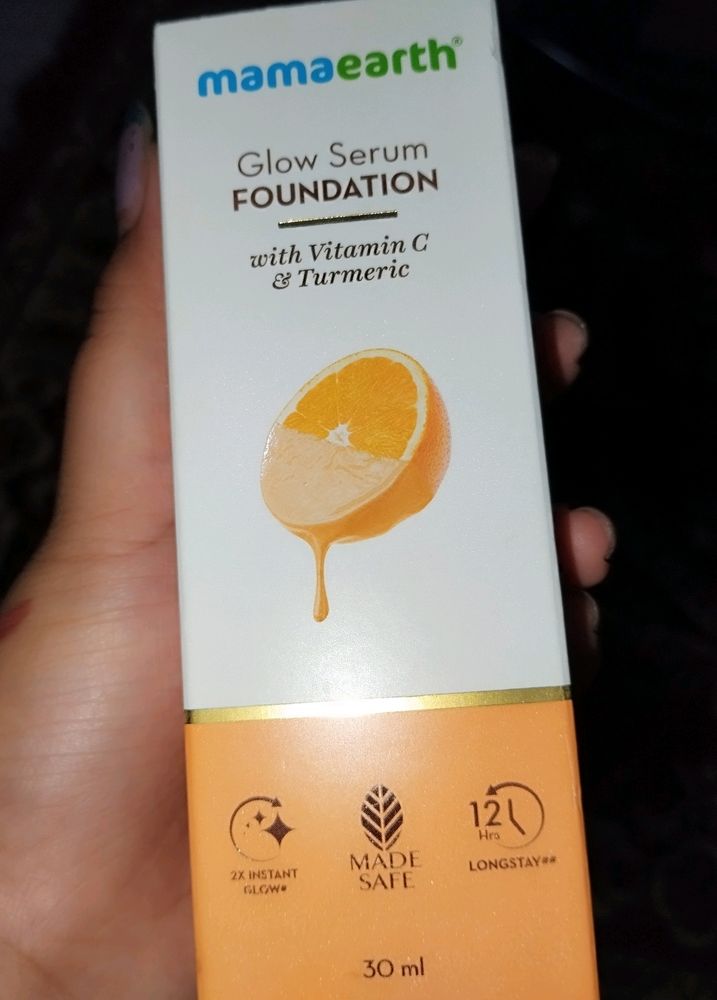 mamaearth®
Glow Serum
FOUNDATION
with Vitamin C
& Turmeric
2X INSTANT
GLOW#
MADE
SAFE
12
Hrs
LONGSTAY##
30 ml